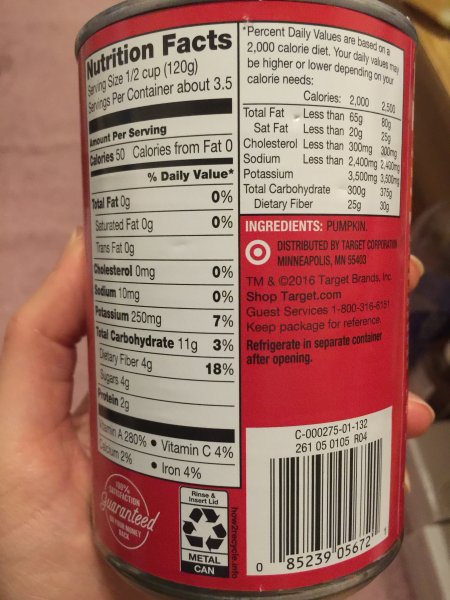 Nutrition Facts
Serving Size 1/2 cup (120g)
Servings Per Container about 3.5
Amount Per Serving
Calories 50 Calories from Fat 0
% Daily Value*
Total Fat 0g 0%
Saturated Fat 0g 0%
Trans Fat 0g
Cholesterol 0mg 0%
Sodium 10mg 0%
Potassium 250mg 7%
Total Carbohydrate 11g 3%
Dietary Fiber 4g 18%
Sugars 4g
Protein 2g
Vitamin A 280% • Vitamin C 4%
Calcium 2% • Iron 4%
100%
SATISFACTION
Guaranteed
OR YOUR MONEY
BACK
Rinse &
Insert Lid
METAL
CAN
how2recycle.info
*Percent Daily Values are based on a
2,000 calorie diet. Your daily values may
be higher or lower depending on your
calorie needs:
Calories: 2,000 2,500
Total Fat Less than 65g 80g
Sat Fat Less than 20g 25g
Cholesterol Less than 300mg 300mg
Sodium Less than 2,400mg 2,400mg
Potassium 3,500mg 3,500mg
Total Carbohydrate 300g 375g
Dietary Fiber 25g 30g
INGREDIENTS: PUMPKIN.
DISTRIBUTED BY TARGET CORPORATION
MINNEAPOLIS, MN 55403
TM & ©2016 Target Brands, Inc.
Shop Target.com
Guest Services 1-800-316-6151
Keep package for reference.
Refrigerate in separate container
after opening.
C-000275-01-132
261 05 0105 R04
0 85239 05672 1